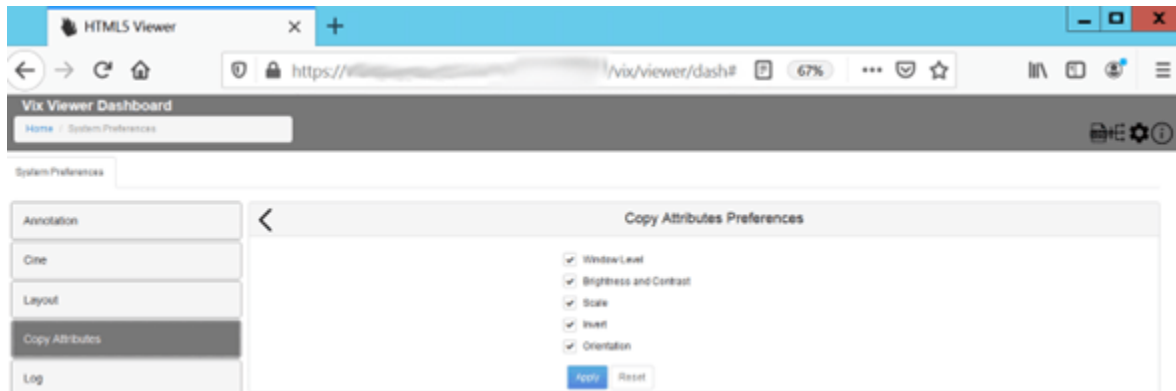 HTML5 Viewer
https://
/vix/viewer/dash#
67%
Vix Viewer Dashboard
Home / System Preferences
System Preferences
Annotation
Cine
Layout
Copy Attributes
Log
Copy Attributes Preferences
Window Level
Brightness and Contrast
Scale
Invert
Orientation
Apply Reset